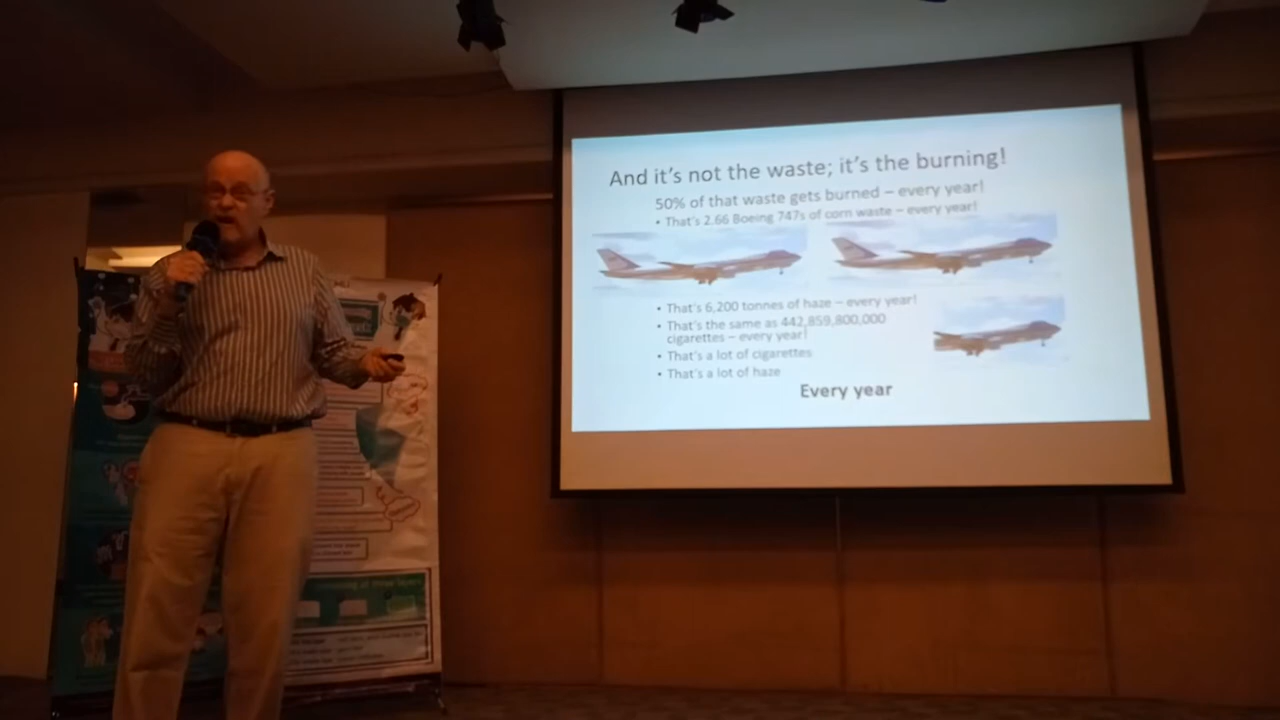 And it's not the waste; it's the burning!
50% of that waste gets burned – every year!
• That's 2.66 Boeing 747s of corn waste – every year!
• That's 6,200 tonnes of haze – every year!
• That's the same as 442,859,800,000
cigarettes – every year!
• That's a lot of cigarettes
• That's a lot of haze
Every year